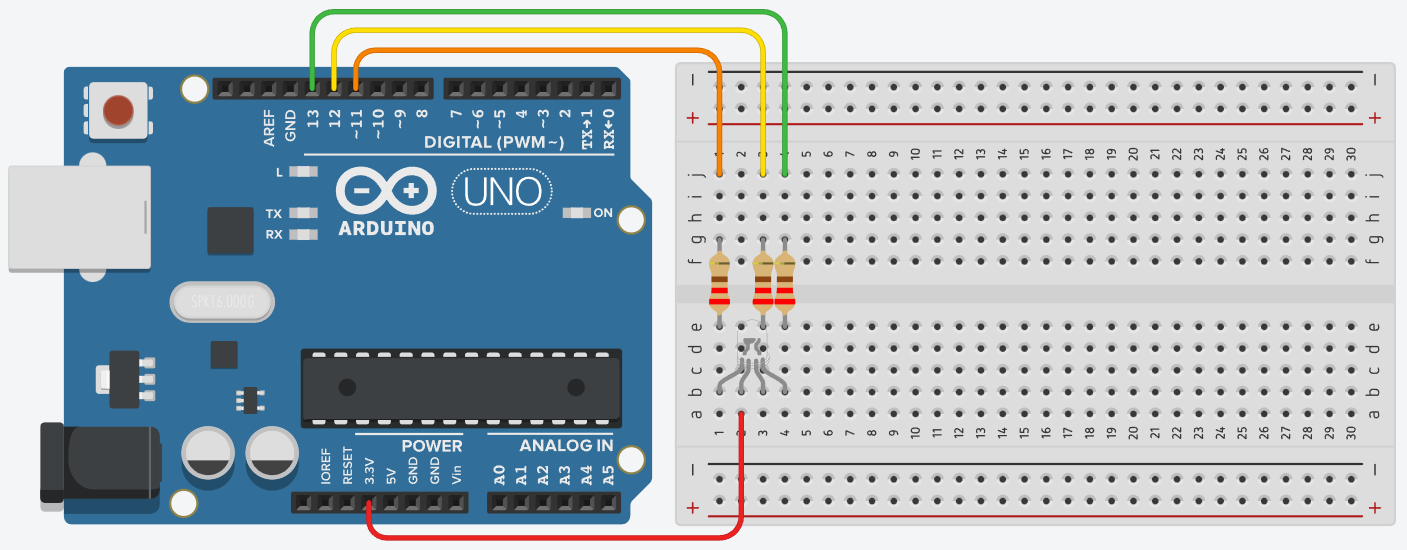 AREF GND 13 12 ~11 ~10 ~9 8 7 ~6 ~5 4 ~3 2 TX→1 RX←0
DIGITAL (PWM~)
L
TX
RX
ARDUINO
UNO
ON
SPK16.000G
POWER
ANALOG IN
IOREF RESET 3.3V 5V GND GND Vin A0 A1 A2 A3 A4 A5
− −
+ +
1 2 3 4 5 6 7 8 9 10 11 12 13 14 15 16 17 18 19 20 21 22 23 24 25 26 27 28 29 30
j j
i i
h h
g g
f f
e e
d d
c c
b b
a a
1 2 3 4 5 6 7 8 9 10 11 12 13 14 15 16 17 18 19 20 21 22 23 24 25 26 27 28 29 30
− −
+ +